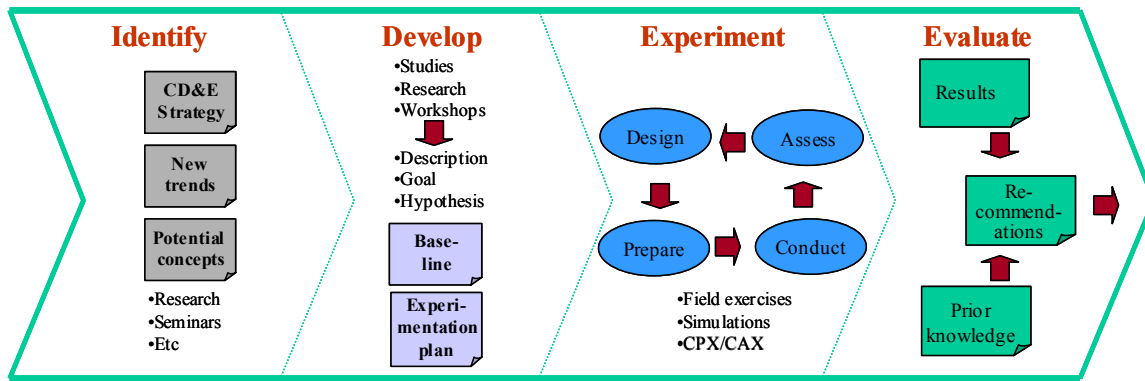 Identify
CD&E
Strategy
New
trends
Potential
concepts
•Research
•Seminars
•Etc
Develop
•Studies
•Research
•Workshops
•Description
•Goal
•Hypothesis
Base-
line
Experi-
mentation
plan
Experiment
Design
Assess
Prepare
Conduct
•Field exercises
•Simulations
•CPX/CAX
Evaluate
Results
Re-
commend-
ations
Prior
knowledge